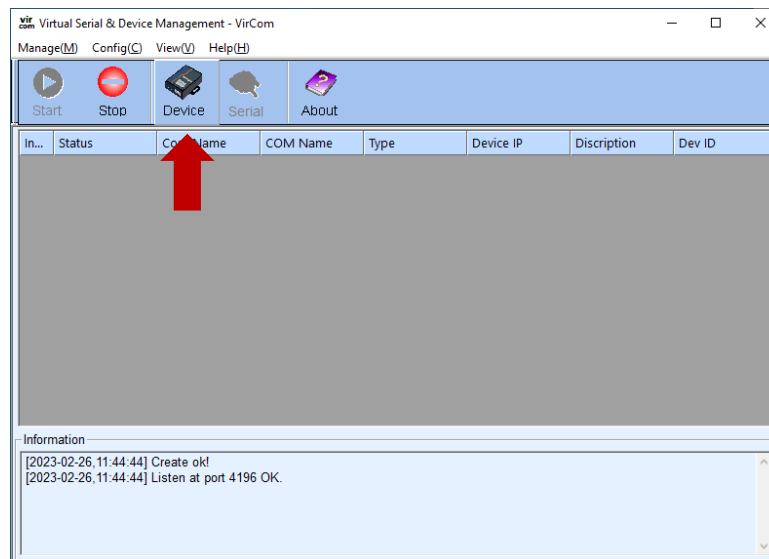 vir com Virtual Serial & Device Management - VirCom
Manage(M) Config(C) View(V) Help(H)
Start Stop Device Serial About
In... Status Name COM Name Type Device IP Discription Dev ID
Information
[2023-02-26,11:44:44] Create ok!
[2023-02-26,11:44:44] Listen at port 4196 OK.